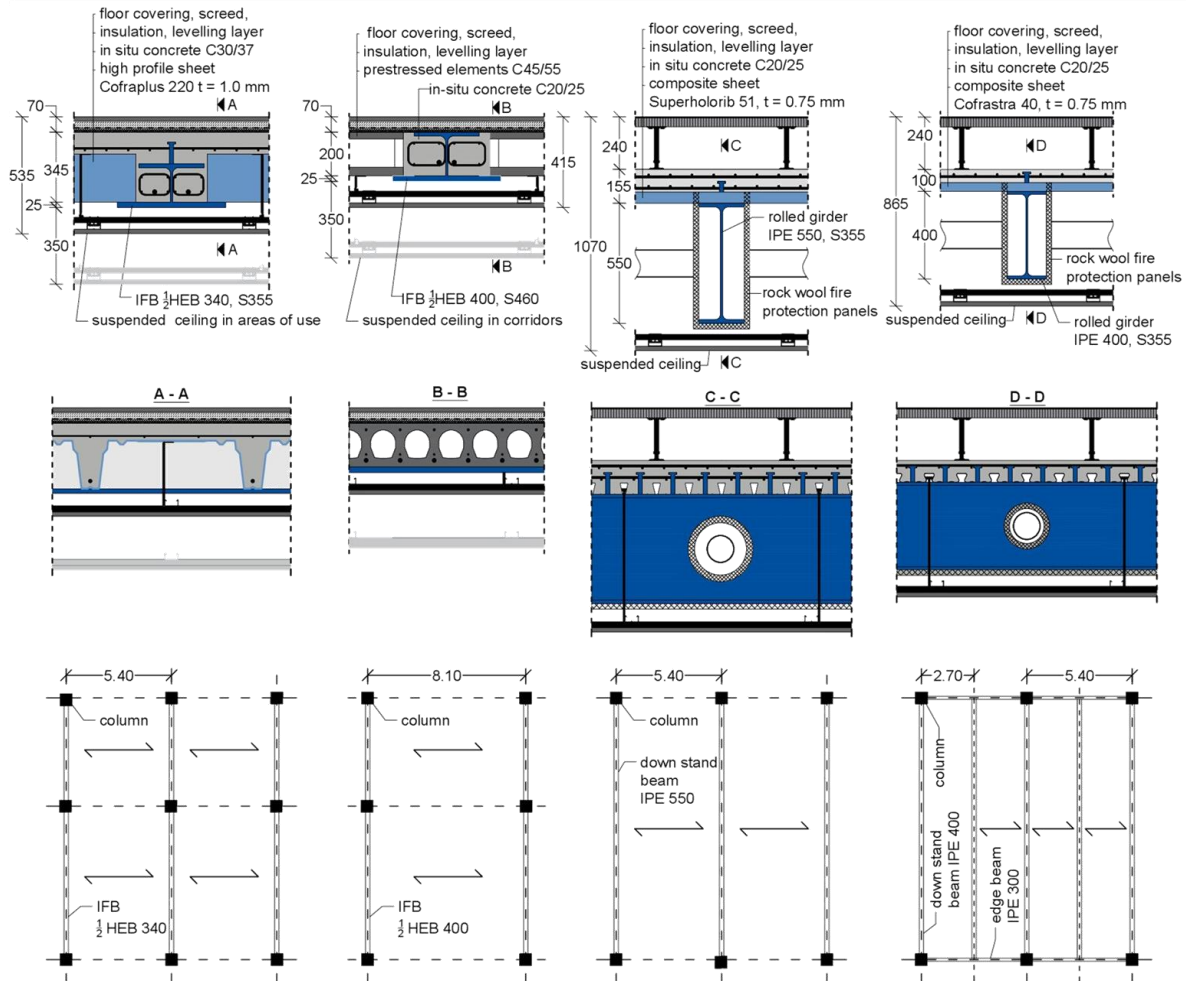 floor covering, screed,
insulation, levelling layer
in situ concrete C30/37
high profile sheet
Cofraplus 220 t = 1.0 mm
A
70
535
345
25
350
A
IFB ½HEB 340, S355
suspended ceiling in areas of use
floor covering, screed,
insulation, levelling layer
prestressed elements C45/55
in-situ concrete C20/25
B
70
200
415
25
350
B
IFB ½HEB 400, S460
suspended ceiling in corridors
floor covering, screed,
insulation, levelling layer
in situ concrete C20/25
composite sheet
Superholorib 51, t = 0.75 mm
240
C
155
1070
550
rolled girder
IPE 550, S355
rock wool fire
protection panels
suspended ceiling
C
floor covering, screed,
insulation, levelling layer
in situ concrete C20/25
composite sheet
Cofrastra 40, t = 0.75 mm
240
D
100
865
400
rock wool fire
protection panels
suspended ceiling
D
rolled girder
IPE 400, S355
A - A
B - B
C - C
D - D
5.40
column
IFB
½ HEB 340
8.10
column
IFB
½ HEB 400
5.40
column
down stand
beam
IPE 550
2.70
5.40
column
down stand
beam IPE 400
edge beam
IPE 300